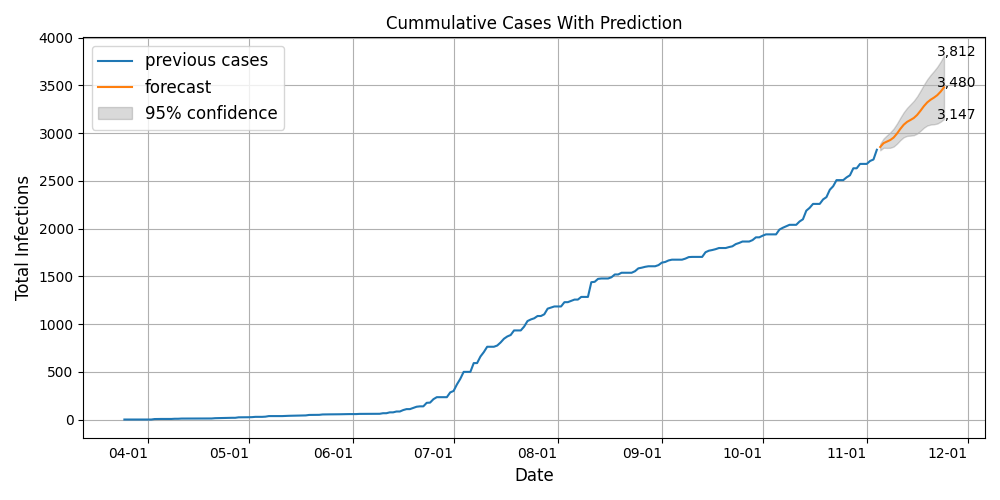 Cummulative Cases With Prediction
previous cases
forecast
95% confidence
3,812
3,480
3,147
4000
3500
3000
2500
2000
1500
1000
500
0
Total Infections
04-01 05-01 06-01 07-01 08-01 09-01 10-01 11-01 12-01
Date